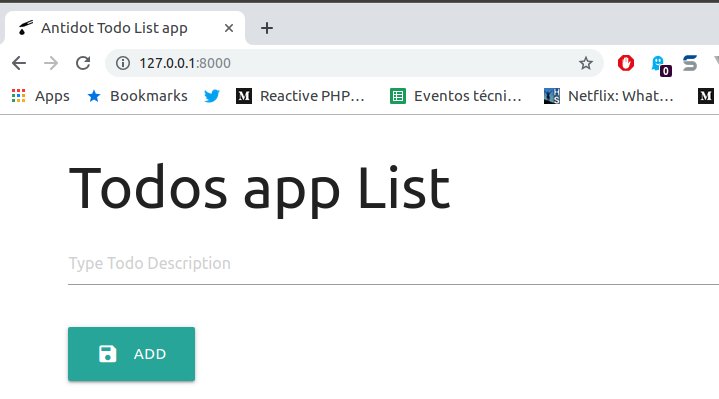 Antidot Todo List app
127.0.0.1:8000
0
Apps Bookmarks Reactive PHP... Eventos técni... Netflix: What...
Todos app List
Type Todo Description
ADD